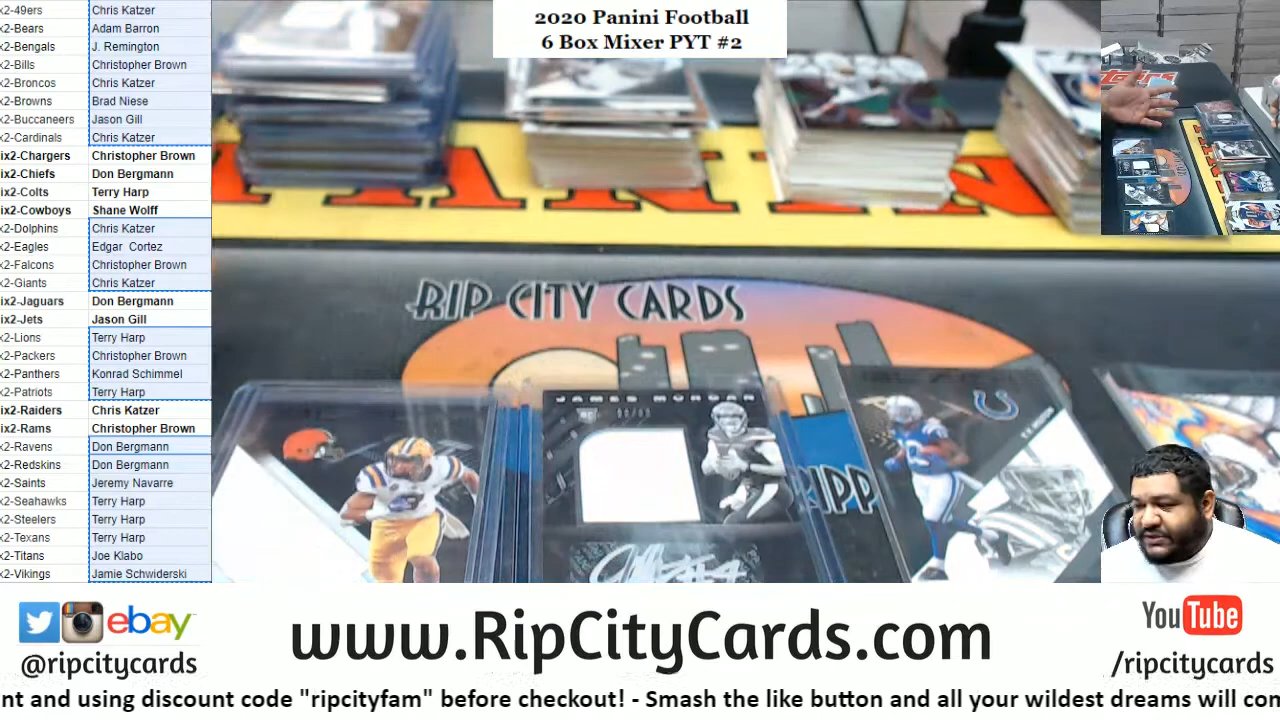 x2-49ers Chris Katzer
x2-Bears Adam Barron
x2-Bengals J. Remington
x2-Bills Christopher Brown
x2-Broncos Chris Katzer
x2-Browns Brad Niese
x2-Buccaneers Jason Gill
x2-Cardinals Chris Katzer
ix2-Chargers Christopher Brown
ix2-Chiefs Don Bergmann
ix2-Colts Terry Harp
ix2-Cowboys Shane Wolff
x2-Dolphins Chris Katzer
x2-Eagles Edgar Cortez
x2-Falcons Christopher Brown
x2-Giants Chris Katzer
ix2-Jaguars Don Bergmann
ix2-Jets Jason Gill
x2-Lions Terry Harp
x2-Packers Christopher Brown
x2-Panthers Konrad Schimmel
x2-Patriots Terry Harp
ix2-Raiders Chris Katzer
ix2-Rams Christopher Brown
x2-Ravens Don Bergmann
x2-Redskins Don Bergmann
x2-Saints Jeremy Navarre
x2-Seahawks Terry Harp
x2-Steelers Terry Harp
x2-Texans Terry Harp
x2-Titans Joe Klabo
x2-Vikings Jamie Schwiderski
2020 Panini Football
6 Box Mixer PYT #2
PANINI
RIP CITY CARDS
JAMES MORGAN
RIPP
ebay
@ripcitycards
www.RipCityCards.com
YouTube
/ripcitycards
nt and using discount code "ripcityfam" before checkout! - Smash the like button and all your wildest dreams will con